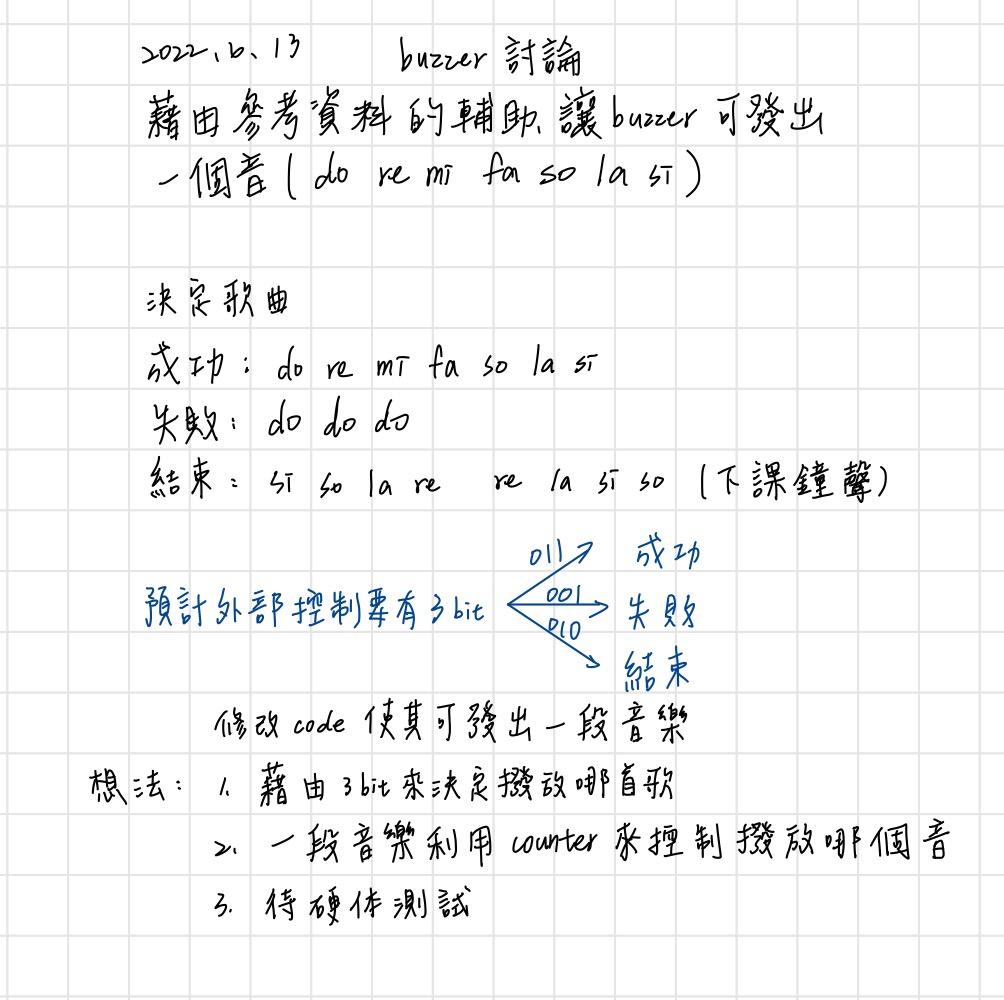 2022、6、13 buzzer 討論
藉由參考資料的輔助、讓buzzer 可發出
一個音(do re mi fa so la si)
決定歌曲
成功：do re mi fa so la si
失敗：do do do
結束：si so la re re la si so (下課鐘聲)
011 成功
預計外部控制要有3bit 001 失敗
010
結束
修改code 使其可發出一段音樂
想法：1. 藉由3bit來決定撥放哪首歌
2. 一段音樂利用counter來控制撥放哪個音
3. 待硬体測試